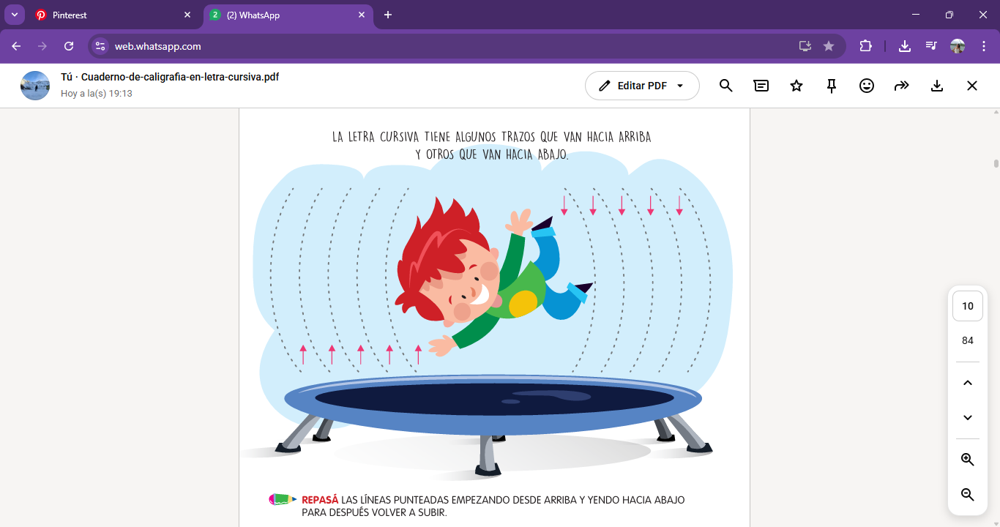 Pinterest
2
(2) WhatsApp
web.whatsapp.com
Tú · Cuaderno-de-caligrafia-en-letra-cursiva.pdf
Hoy a la(s) 19:13
Editar PDF
LA LETRA CURSIVA TIENE ALGUNOS TRAZOS QUE VAN HACIA ARRIBA
Y OTROS QUE VAN HACIA ABAJO.
10
84
REPASÁ LAS LÍNEAS PUNTEADAS EMPEZANDO DESDE ARRIBA Y YENDO HACIA ABAJO
PARA DESPUÉS VOLVER A SUBIR.